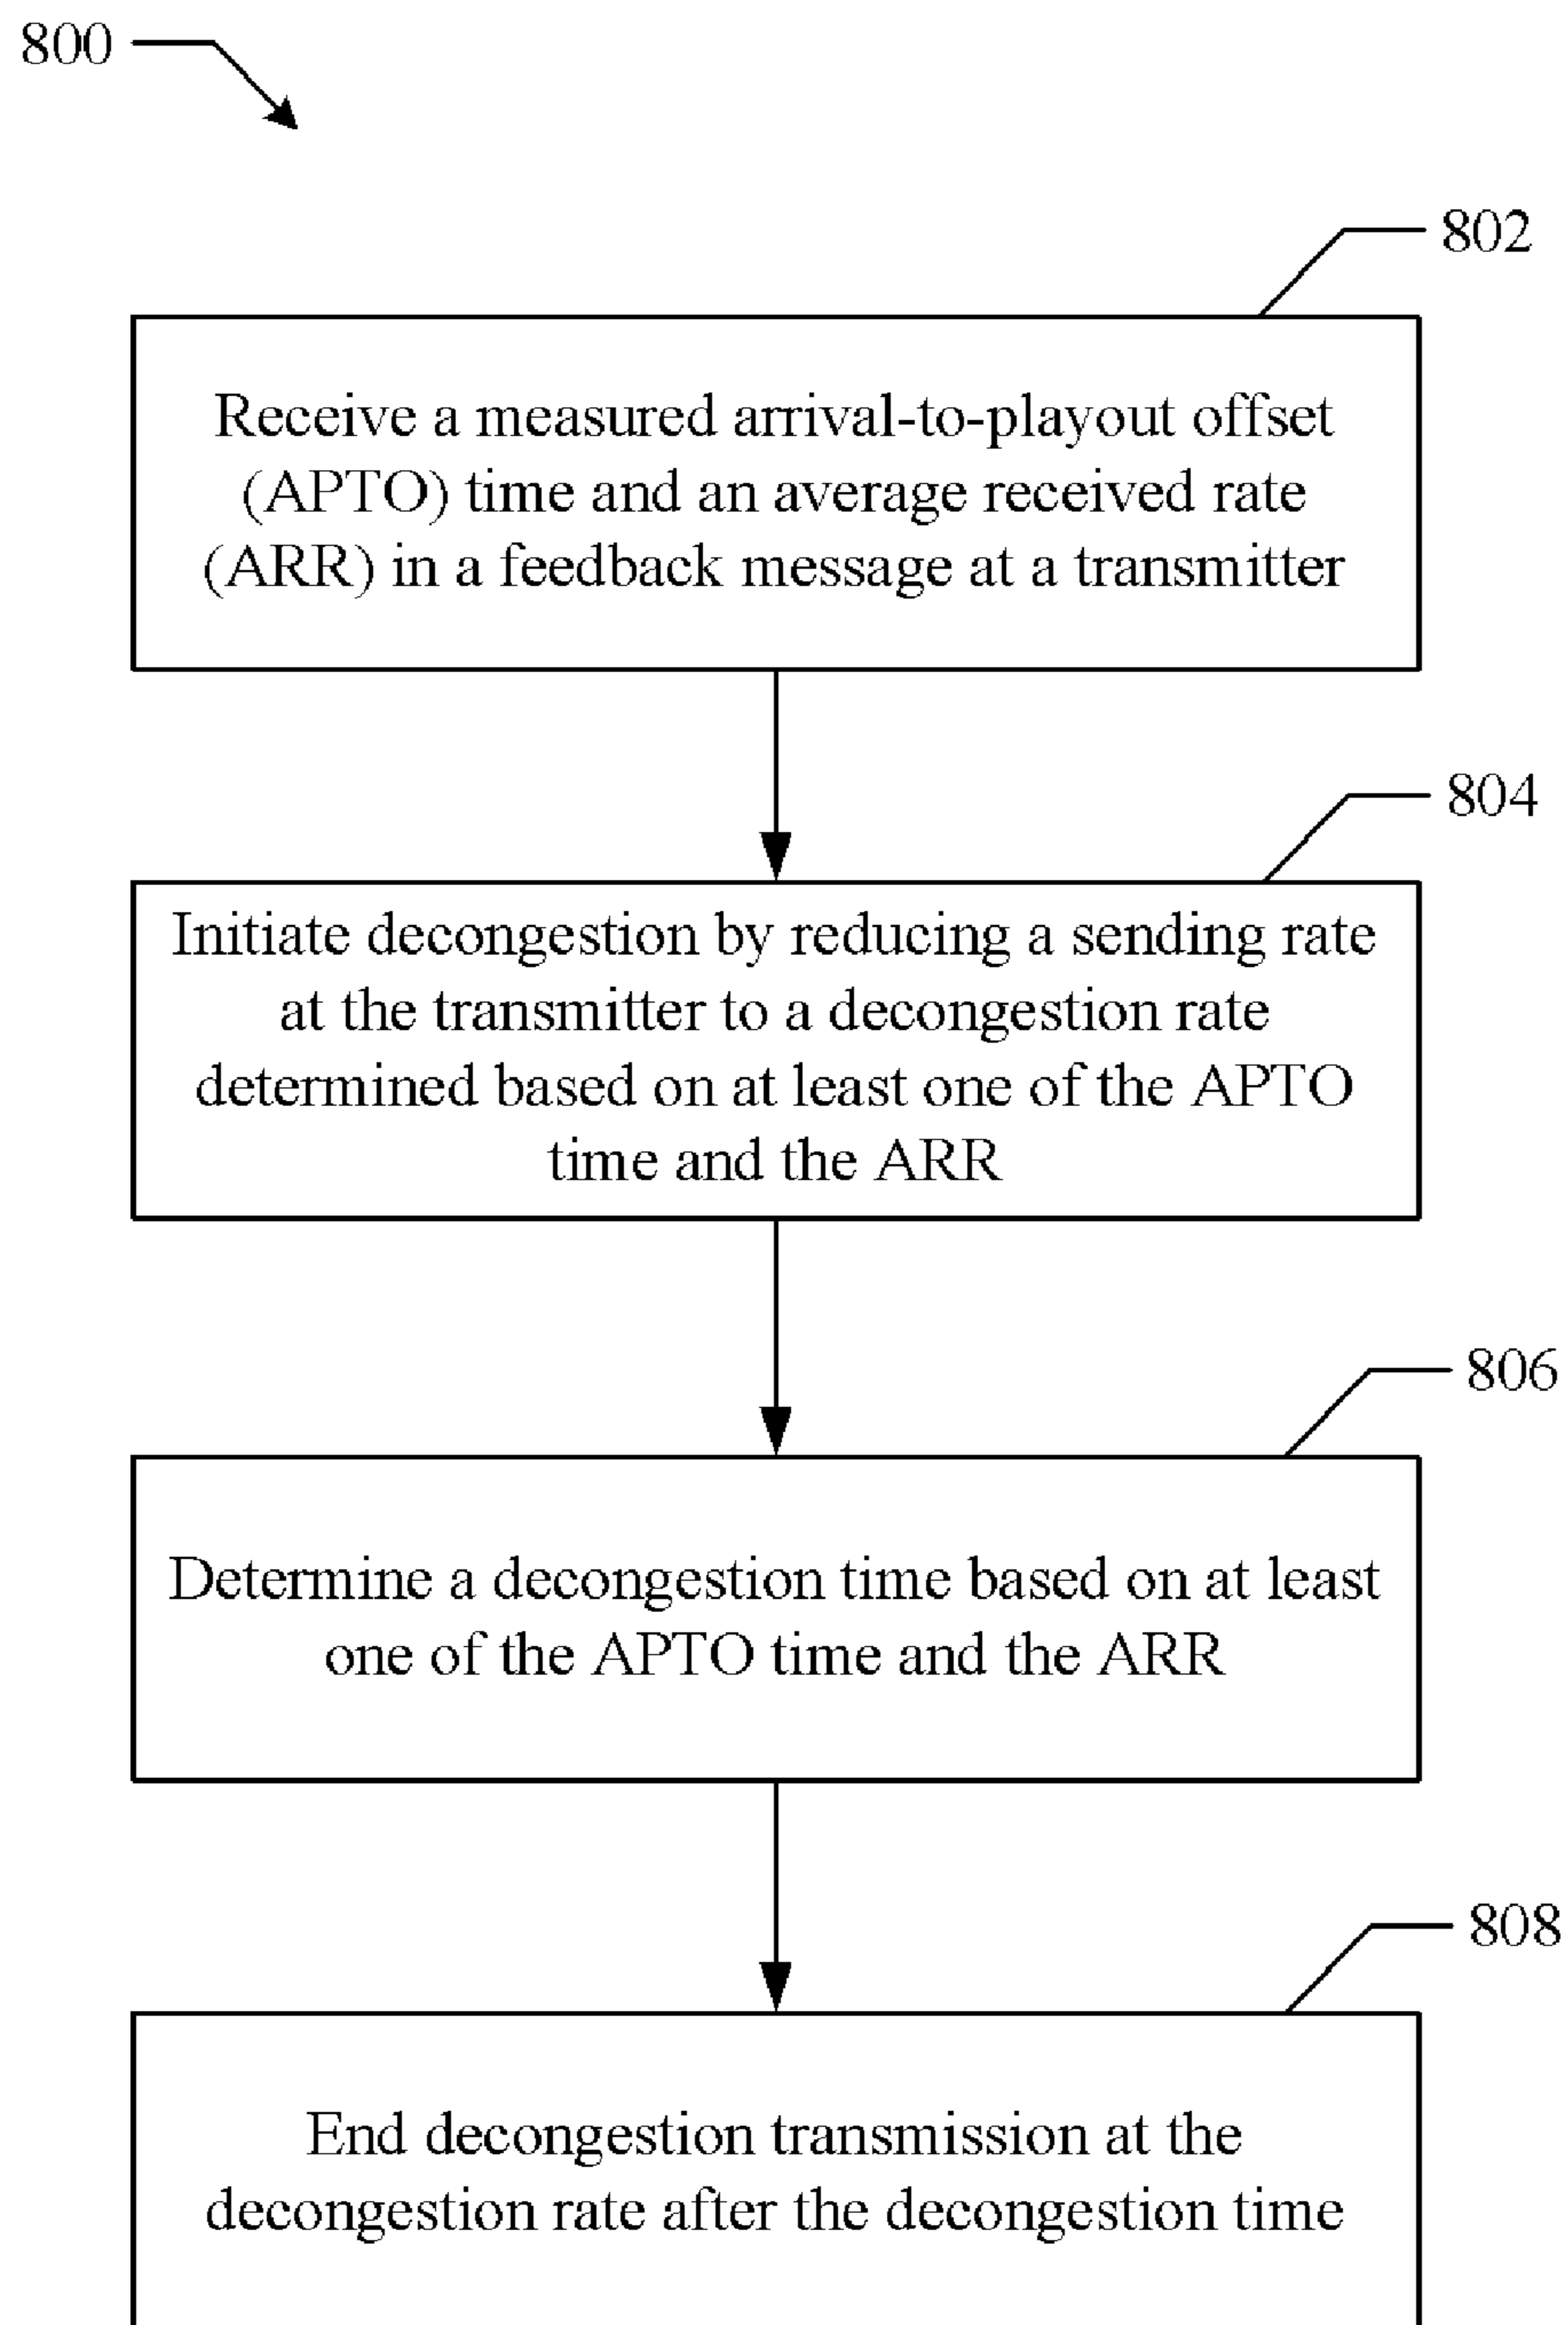 800
802
Receive a measured arrival-to-playout offset
(APTO) time and an average received rate
(ARR) in a feedback message at a transmitter
804
Initiate decongestion by reducing a sending rate
at the transmitter to a decongestion rate
determined based on at least one of the APTO
time and the ARR
806
Determine a decongestion time based on at least
one of the APTO time and the ARR
808
End decongestion transmission at the
decongestion rate after the decongestion time